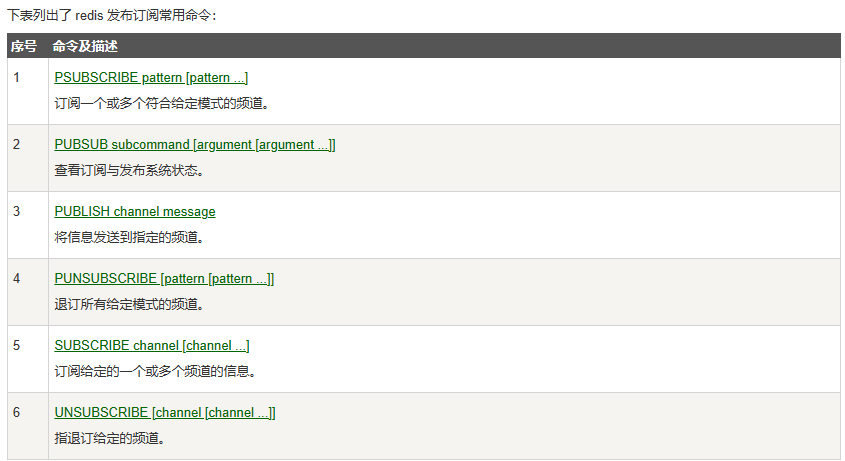 下表列出了 redis 发布订阅常用命令：
序号 命令及描述
1 PSUBSCRIBE pattern [pattern ...]
订阅一个或多个符合给定模式的频道。
2 PUBSUB subcommand [argument [argument ...]]
查看订阅与发布系统状态。
3 PUBLISH channel message
将信息发送到指定的频道。
4 PUNSUBSCRIBE [pattern [pattern ...]]
退订所有给定模式的频道。
5 SUBSCRIBE channel [channel ...]
订阅给定的一个或多个频道的信息。
6 UNSUBSCRIBE [channel [channel ...]]
指退订给定的频道。